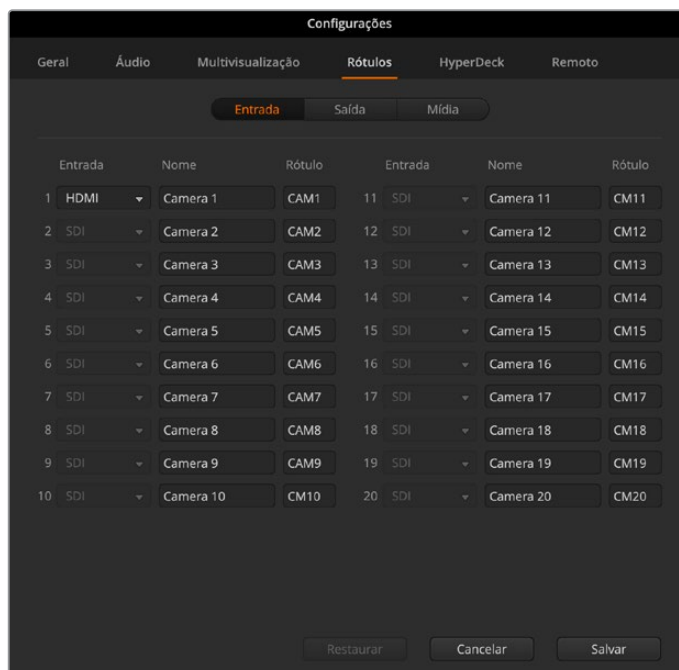 Configurações
Geral Áudio Multivisualização Rótulos HyperDeck Remoto
Entrada Saída Mídia
Entrada Nome Rótulo Entrada Nome Rótulo
1 HDMI Camera 1 CAM1 11 SDI Camera 11 CM11
2 SDI Camera 2 CAM2 12 SDI Camera 12 CM12
3 SDI Camera 3 CAM3 13 SDI Camera 13 CM13
4 SDI Camera 4 CAM4 14 SDI Camera 14 CM14
5 SDI Camera 5 CAM5 15 SDI Camera 15 CM15
6 SDI Camera 6 CAM6 16 SDI Camera 16 CM16
7 SDI Camera 7 CAM7 17 SDI Camera 17 CM17
8 SDI Camera 8 CAM8 18 SDI Camera 18 CM18
9 SDI Camera 9 CAM9 19 SDI Camera 19 CM19
10 SDI Camera 10 CM10 20 SDI Camera 20 CM20
Restaurar Cancelar Salvar